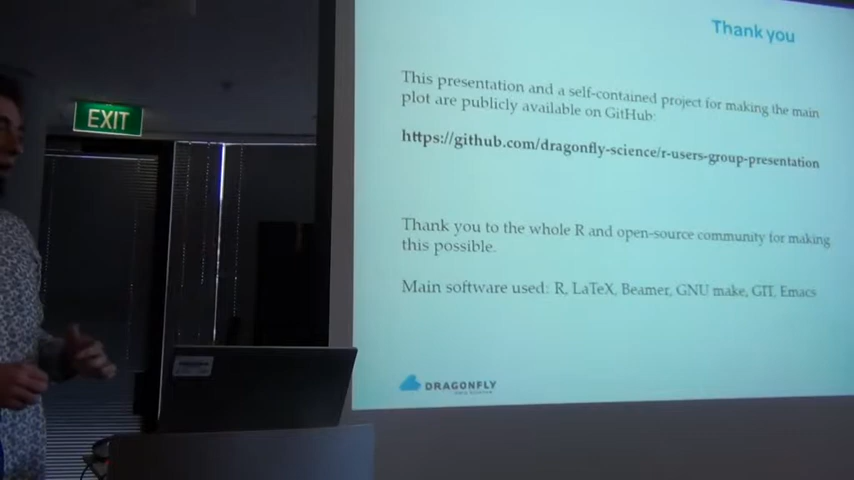 Thank you
This presentation and a self-contained project for making the main
plot are publicly available on GitHub:
https://github.com/dragonfly-science/r-users-group-presentation
EXIT
Thank you to the whole R and open-source community for making
this possible.
Main software used: R, LaTeX, Beamer, GNU make, GIT, Emacs
DRAGONFLY